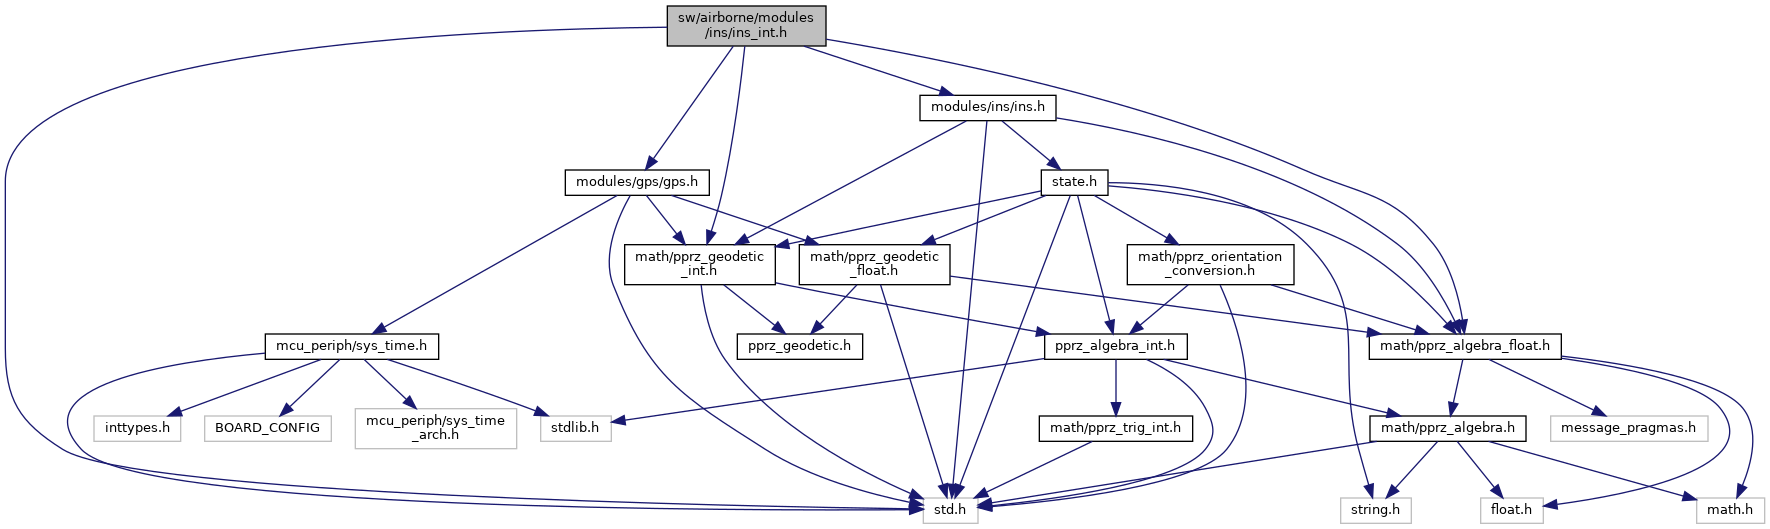 sw/airborne/modules
/ins/ins_int.h
modules/ins/ins.h
modules/gps/gps.h
state.h
math/pprz_geodetic
_int.h
math/pprz_geodetic
_float.h
math/pprz_orientation
_conversion.h
mcu_periph/sys_time.h
pprz_geodetic.h
pprz_algebra_int.h
math/pprz_algebra_float.h
inttypes.h
BOARD_CONFIG
mcu_periph/sys_time
_arch.h
stdlib.h
math/pprz_trig_int.h
math/pprz_algebra.h
message_pragmas.h
std.h
string.h
float.h
math.h